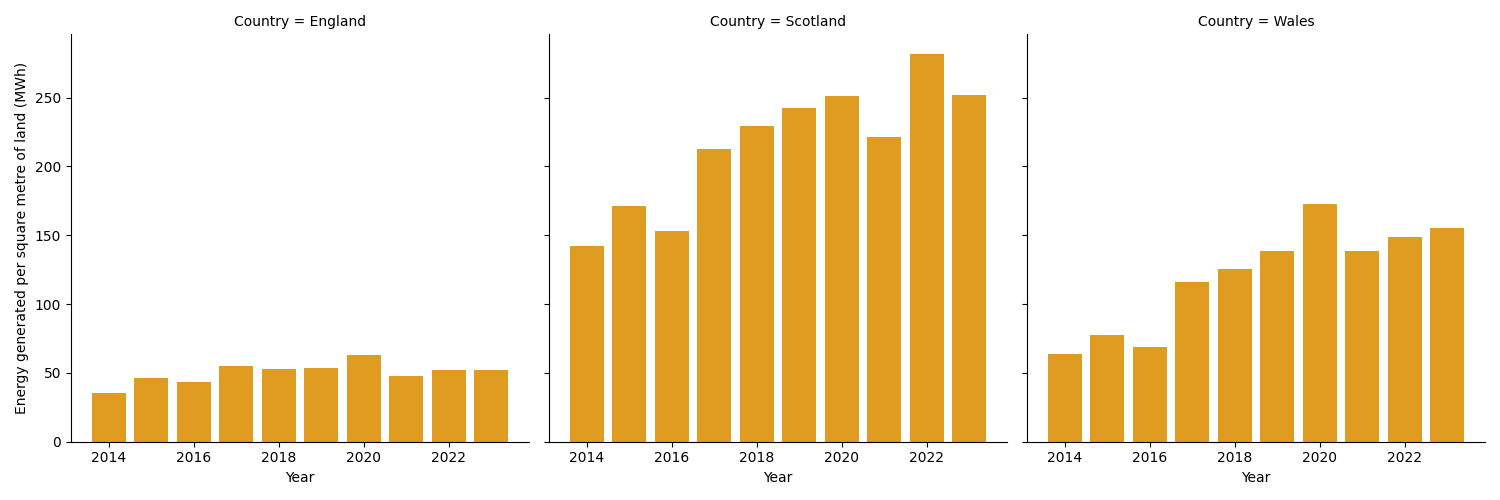 Country = England
Country = Scotland
Country = Wales
Energy generated per square metre of land (MWh)
250
200
150
100
50
0
2014 2016 2018 2020 2022
2014 2016 2018 2020 2022
2014 2016 2018 2020 2022
Year
Year
Year